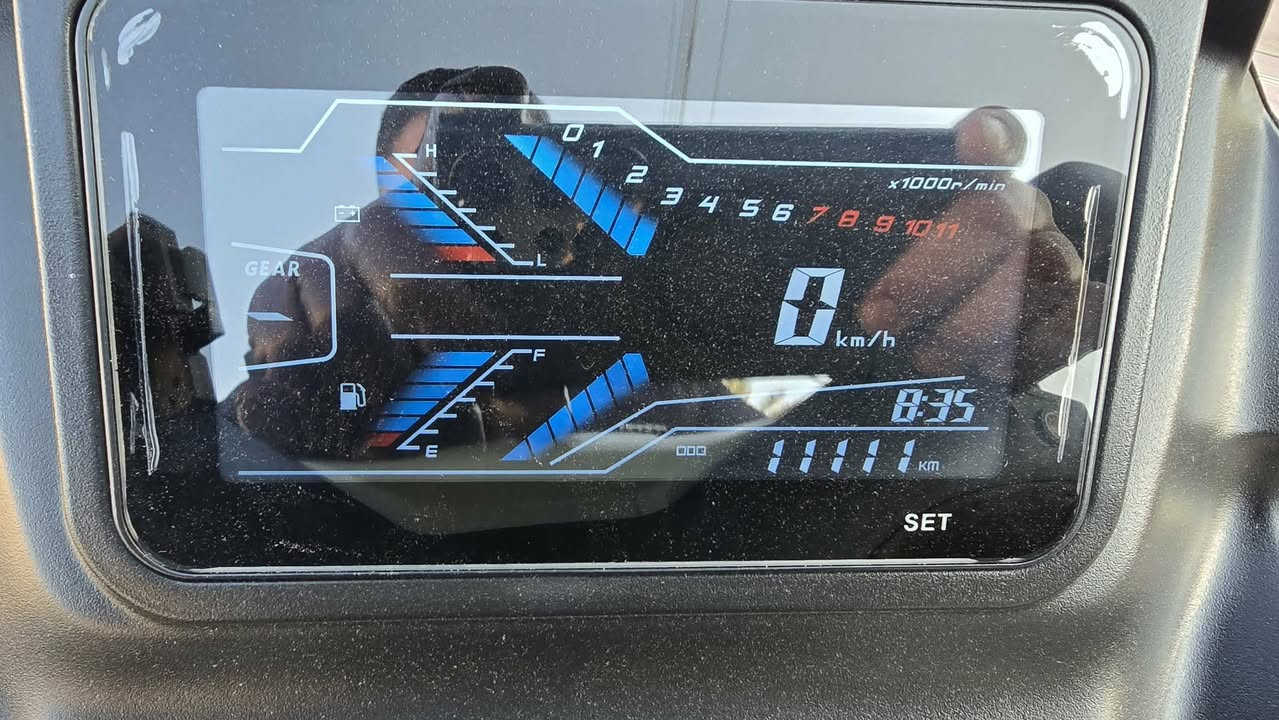 0 1 2 3 4 5 6 7 8 9 10 11
x1000r/min
H
L
GEAR
0 km/h
F
E
8:35
ODO 11111 KM
SET